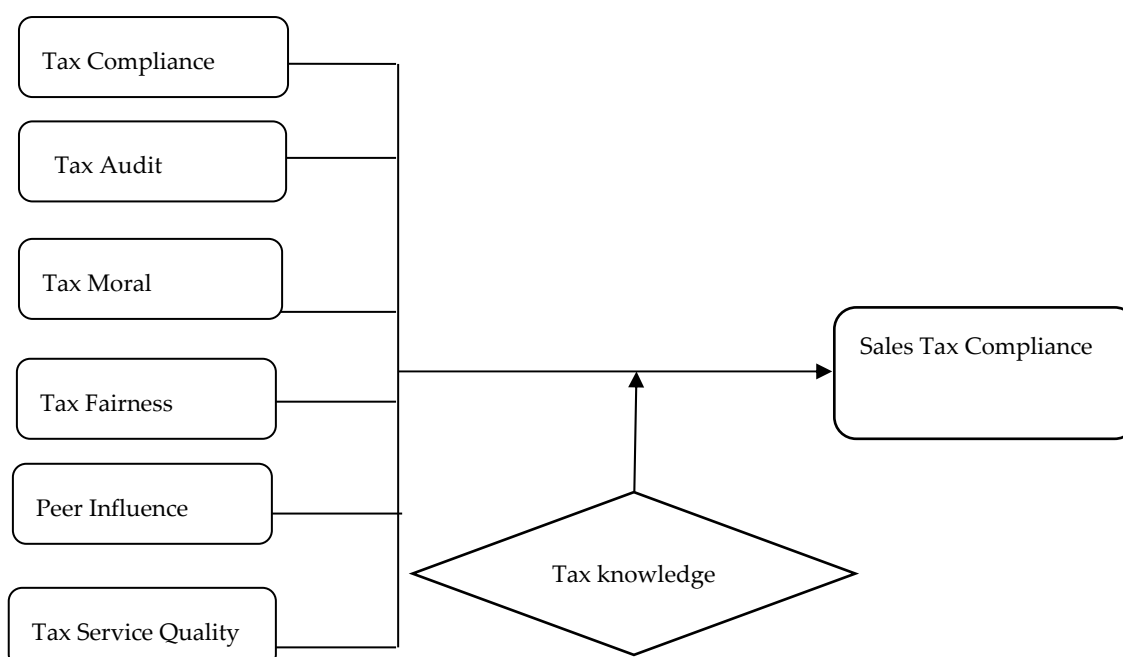 Tax Compliance
Tax Audit
Tax Moral
Tax Fairness
Peer Influence
Tax Service Quality
Sales Tax Compliance
Tax knowledge